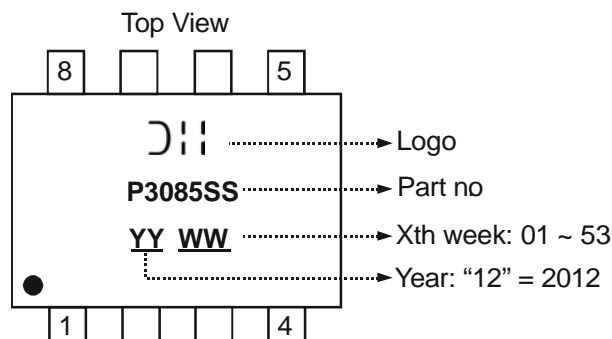 Top View
8 5
Logo
P3085SS Part no
YY WW Xth week: 01 ~ 53
Year: “12” = 2012
1 4